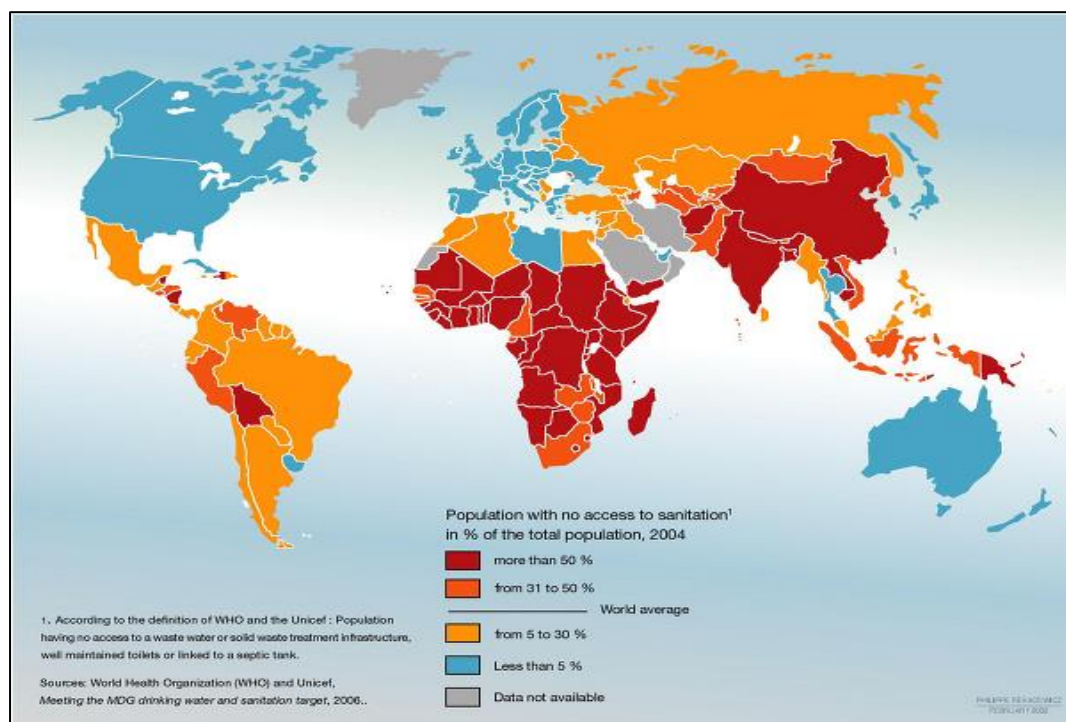 Population with no access to sanitation¹
in % of the total population, 2004
more than 50 %
from 31 to 50 %
World average
from 5 to 30 %
Less than 5 %
Data not available
1. According to the definition of WHO and the Unicef : Population
having no access to a waste water or solid waste treatment infrastructure,
well maintained toilets or linked to a septic tank.
Sources: World Health Organization (WHO) and Unicef,
Meeting the MDG drinking water and sanitation target, 2006..